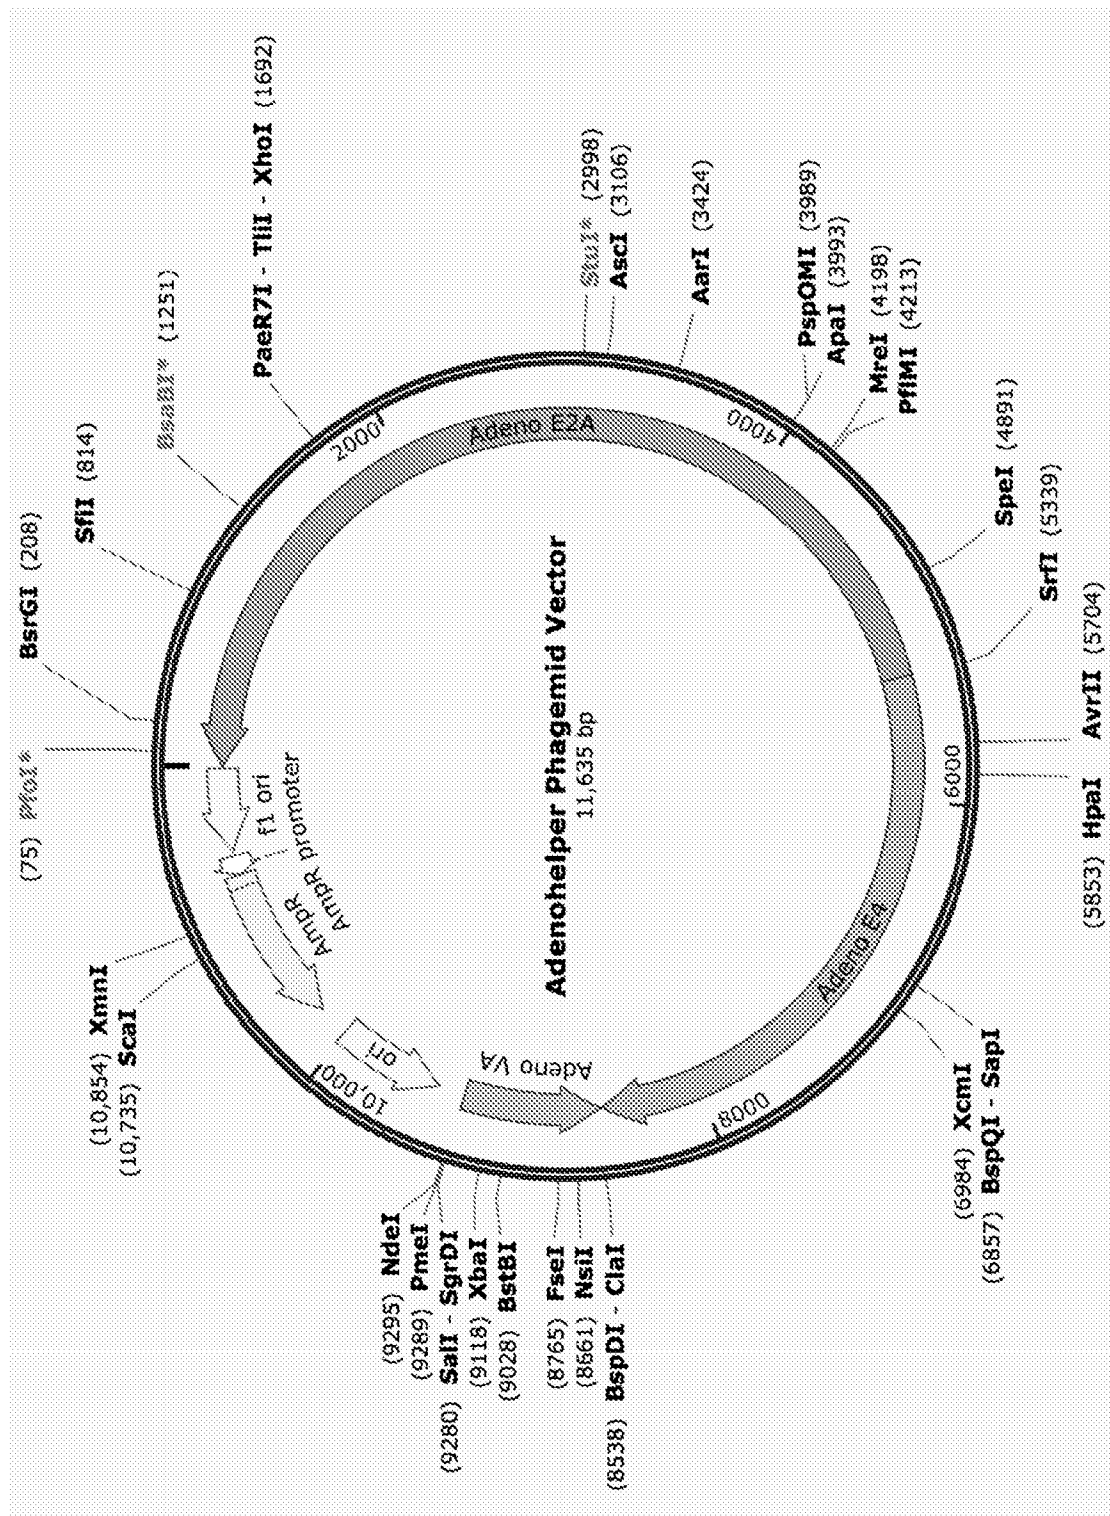 (75) PfoI*
BsrGI (208)
SfiI (814)
(10,854) XmnI
(10,735) ScaI
BsaBI* (1251)
PaeR7I - TliI - XhoI (1692)
f1 ori
AmpR promoter
AmpR
2000
10,000
ori
(9295) NdeI
(9289) PmeI
(9280) SalI - SgrDI
(9118) XbaI
(9028) BstBI
Adeno VA
Adeno E2A
Adenohelper Phagemid Vector
11,635 bp
(8765) FseI
(8661) NsiI
(8538) BspDI - ClaI
StuI* (2998)
AscI (3106)
AarI (3424)
4000
8000
PspOMI (3989)
ApaI (3993)
MreI (4198)
PflMI (4213)
Adeno E4
6000
(6984) XcmI
(6857) BspQI - SapI
SpeI (4891)
SrfI (5339)
(5853) HpaI
AvrII (5704)